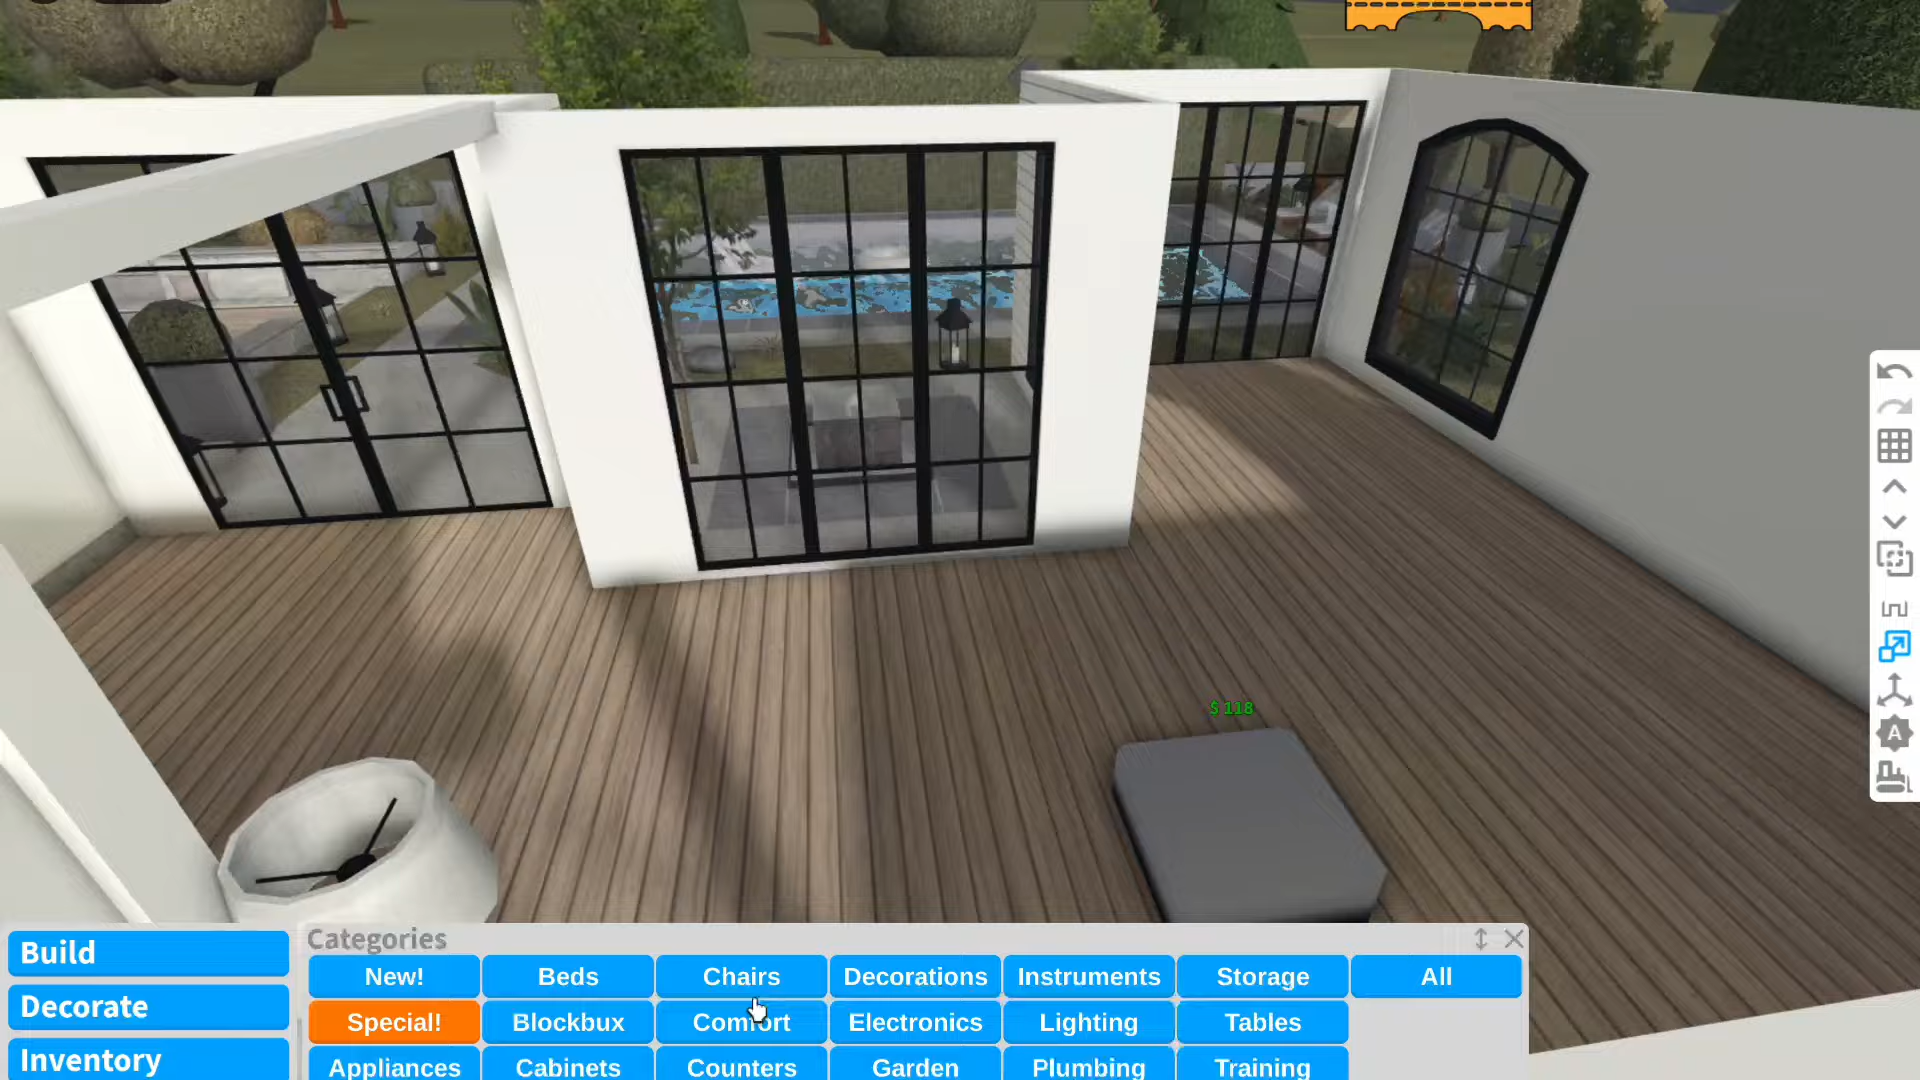 $ 118
Categories
Build
Decorate
Inventory
New! Beds Chairs Decorations Instruments Storage All
Special! Blockbux Comfort Electronics Lighting Tables
Appliances Cabinets Counters Garden Plumbing Training
A